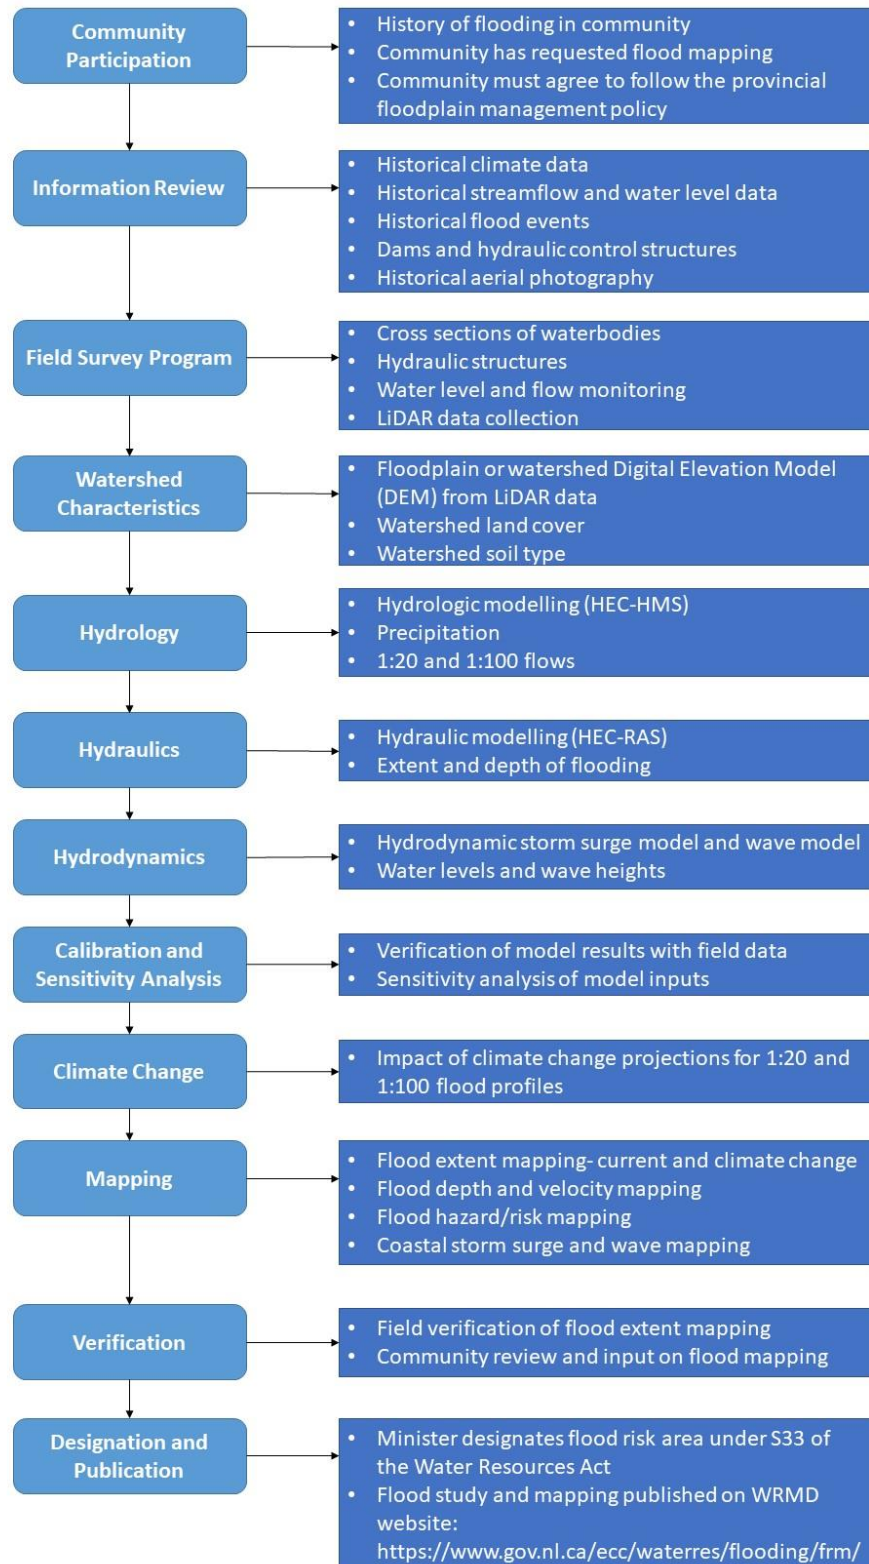 Community
Participation
• History of flooding in community
• Community has requested flood mapping
• Community must agree to follow the provincial
floodplain management policy
Information Review
• Historical climate data
• Historical streamflow and water level data
• Historical flood events
• Dams and hydraulic control structures
• Historical aerial photography
Field Survey Program
• Cross sections of waterbodies
• Hydraulic structures
• Water level and flow monitoring
• LiDAR data collection
Watershed
Characteristics
• Floodplain or watershed Digital Elevation Model
(DEM) from LiDAR data
• Watershed land cover
• Watershed soil type
Hydrology
• Hydrologic modelling (HEC-HMS)
• Precipitation
• 1:20 and 1:100 flows
Hydraulics
• Hydraulic modelling (HEC-RAS)
• Extent and depth of flooding
Hydrodynamics
• Hydrodynamic storm surge model and wave model
• Water levels and wave heights
Calibration and
Sensitivity Analysis
• Verification of model results with field data
• Sensitivity analysis of model inputs
Climate Change
• Impact of climate change projections for 1:20 and
1:100 flood profiles
Mapping
• Flood extent mapping- current and climate change
• Flood depth and velocity mapping
• Flood hazard/risk mapping
• Coastal storm surge and wave mapping
Verification
• Field verification of flood extent mapping
• Community review and input on flood mapping
Designation and
Publication
• Minister designates flood risk area under S33 of
the Water Resources Act
• Flood study and mapping published on WRMD
website:
https://www.gov.nl.ca/ecc/waterres/flooding/frm/